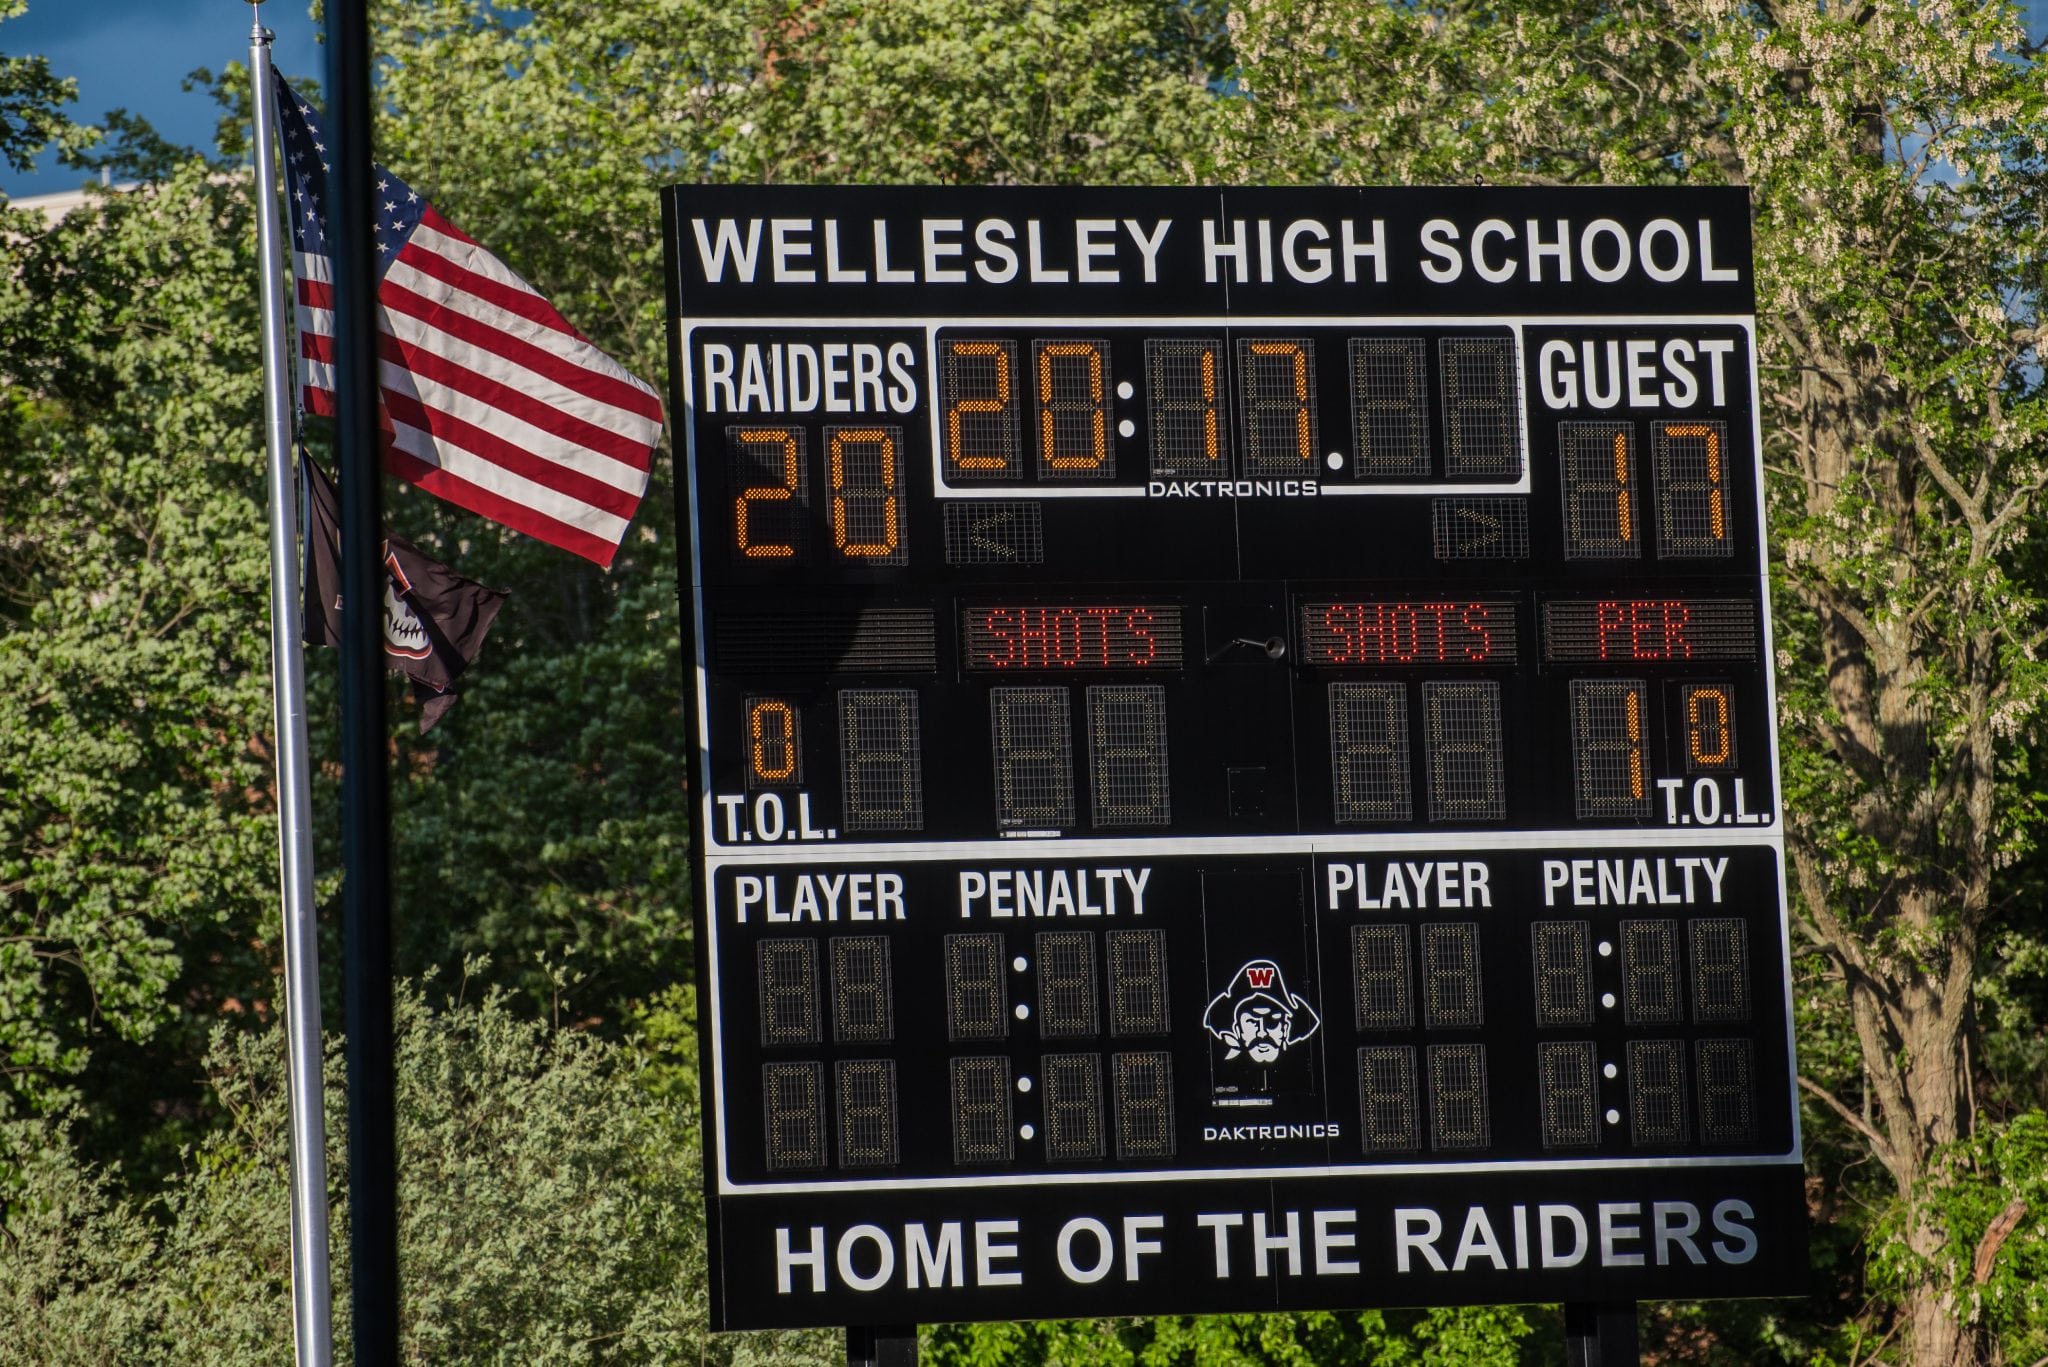 WELLESLEY HIGH SCHOOL
RAIDERS 20:17. GUEST
DAKTRONICS
20 < > 17
SHOTS SHOTS PER
0 1 0
T.O.L. T.O.L.
PLAYER PENALTY PLAYER PENALTY
W
DAKTRONICS
HOME OF THE RAIDERS